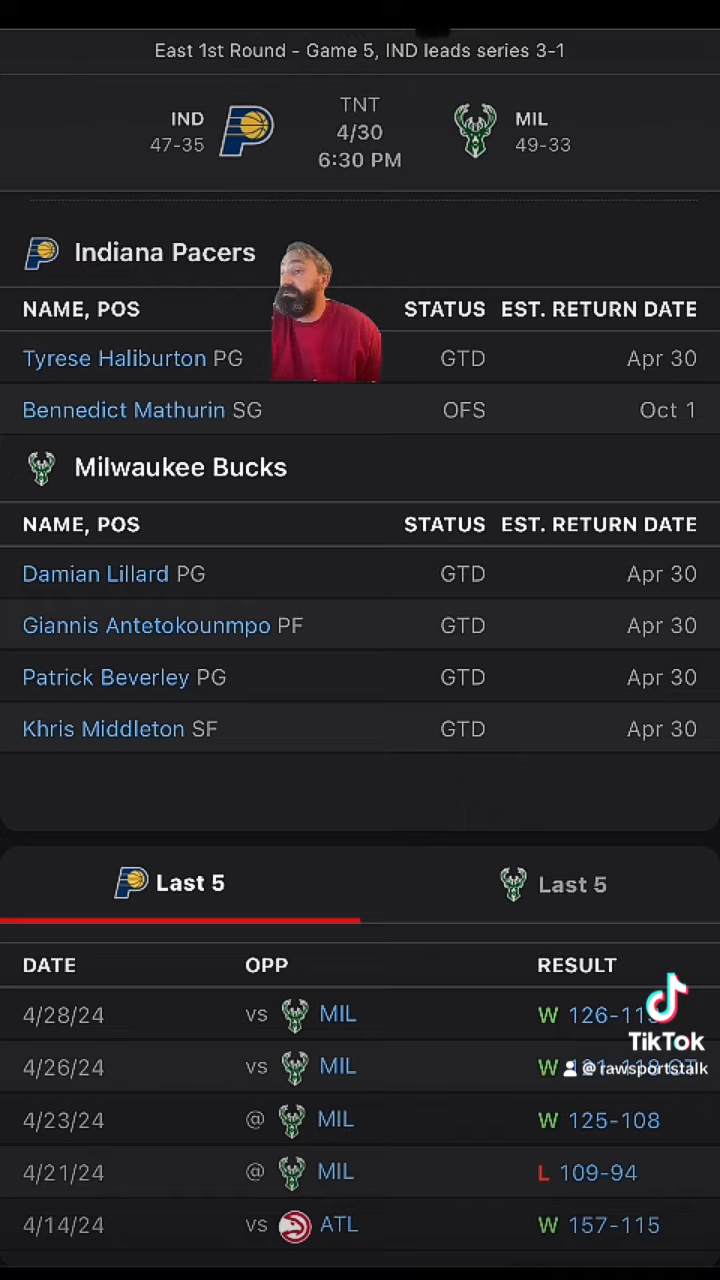 East 1st Round - Game 5, IND leads series 3-1
IND
47-35
TNT
4/30
6:30 PM
MIL
49-33
Indiana Pacers
NAME, POS STATUS EST. RETURN DATE
Tyrese Haliburton PG GTD Apr 30
Bennedict Mathurin SG OFS Oct 1
Milwaukee Bucks
NAME, POS STATUS EST. RETURN DATE
Damian Lillard PG GTD Apr 30
Giannis Antetokounmpo PF GTD Apr 30
Patrick Beverley PG GTD Apr 30
Khris Middleton SF GTD Apr 30
Last 5 Last 5
DATE OPP RESULT
4/28/24 vs MIL W
TikTok
4/26/24 vs MIL W
@rawsportstalk
4/23/24 @ MIL W 125-108
4/21/24 @ MIL L 109-94
4/14/24 vs ATL W 157-115